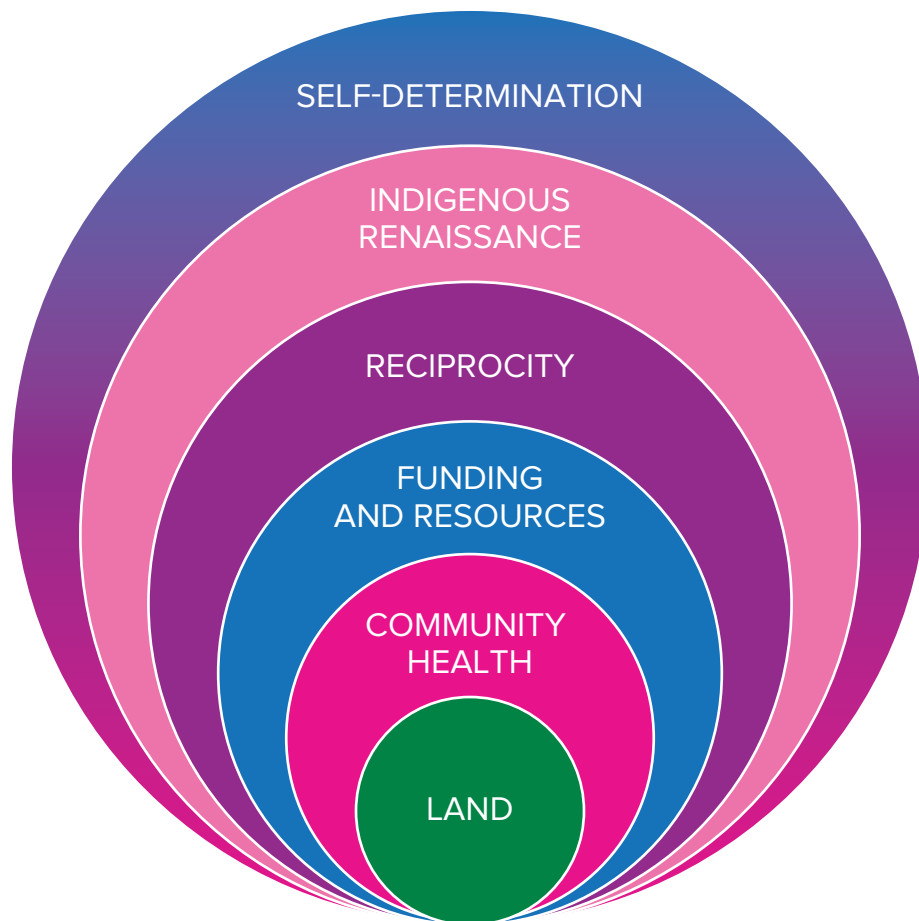 SELF-DETERMINATION
INDIGENOUS
RENAISSANCE
RECIPROCITY
FUNDING
AND RESOURCES
COMMUNITY
HEALTH
LAND